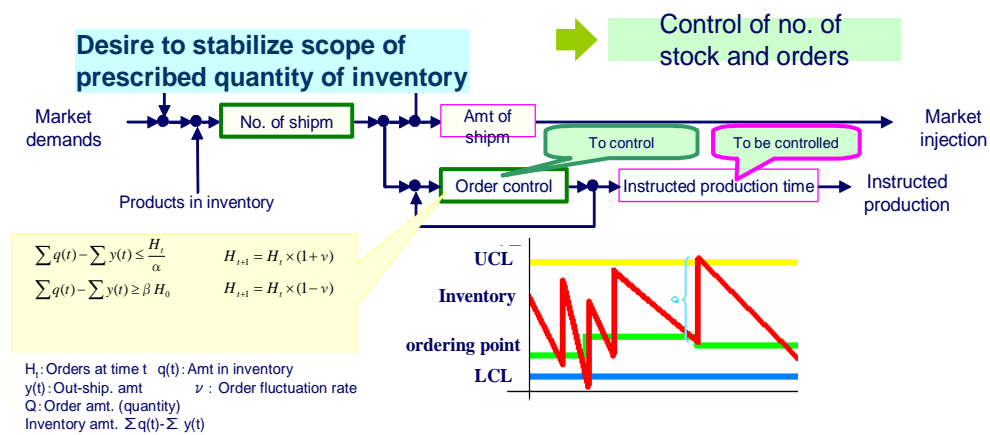 Desire to stabilize scope of
prescribed quantity of inventory
Control of no. of
stock and orders
Market
demands
No. of shipm
Amt of
shipm
Market
injection
To control
To be controlled
Products in inventory
Order control
Instructed production time
Instructed
production
∑q(t)−∑y(t)≤H_t/α H_{t+1}=H_t×(1+ν)
∑q(t)−∑y(t)≥βH_0 H_{t+1}=H_t×(1−ν)
UCL
Inventory
Q
ordering point
LCL
H_t:Orders at time t q(t):Amt in inventory
y(t):Out-ship. amt ν : Order fluctuation rate
Q:Order amt. (quantity)
Inventory amt. Σq(t)-Σ y(t)